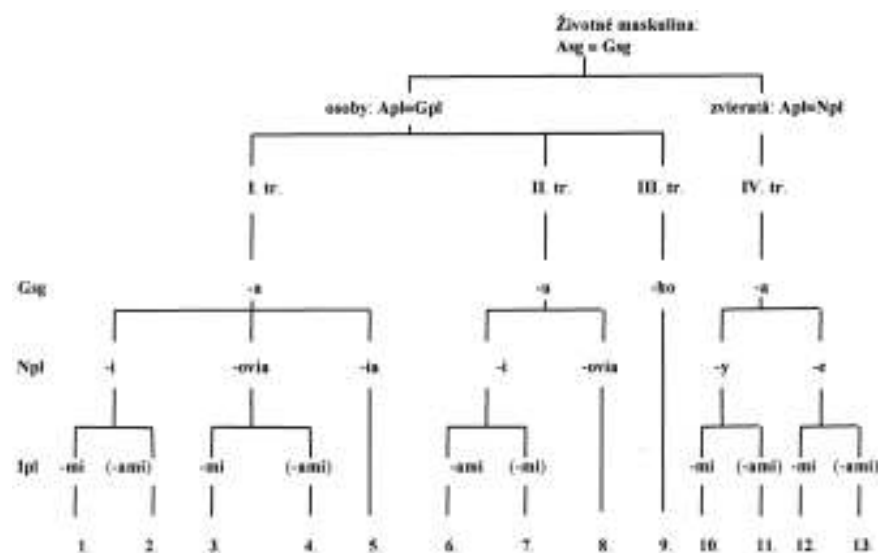 Životné maskulina:
Asg = Gsg
osoby: Apl=Gpl zvieratá: Apl=Npl
I. tr. II. tr. III. tr. IV. tr.
Gsg -a -u -ho -a
Npl -i -ovia -ia -i -ovia -y -e
Ipl -mi (-ami) -mi (-ami) -ami (-mi) -mi (-ami) -mi (-ami)
1. 2. 3. 4. 5. 6. 7. 8. 9. 10. 11. 12. 13.